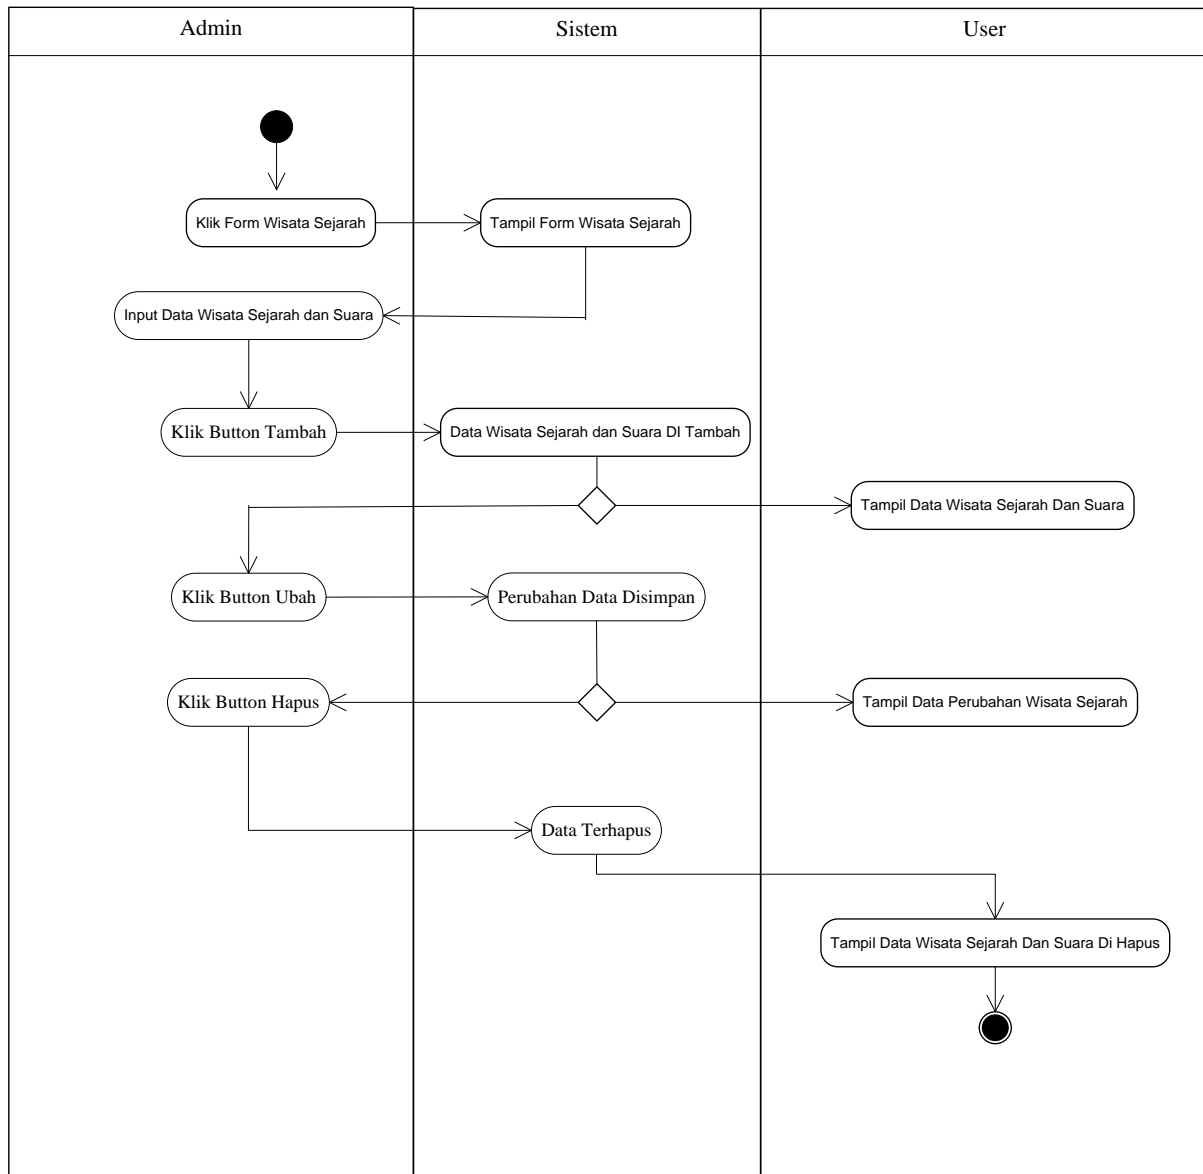 Admin
Sistem
User
Klik Form Wisata Sejarah
Tampil Form Wisata Sejarah
Input Data Wisata Sejarah dan Suara
Klik Button Tambah
Data Wisata Sejarah dan Suara DI Tambah
Tampil Data Wisata Sejarah Dan Suara
Klik Button Ubah
Perubahan Data Disimpan
Klik Button Hapus
Tampil Data Perubahan Wisata Sejarah
Data Terhapus
Tampil Data Wisata Sejarah Dan Suara Di Hapus